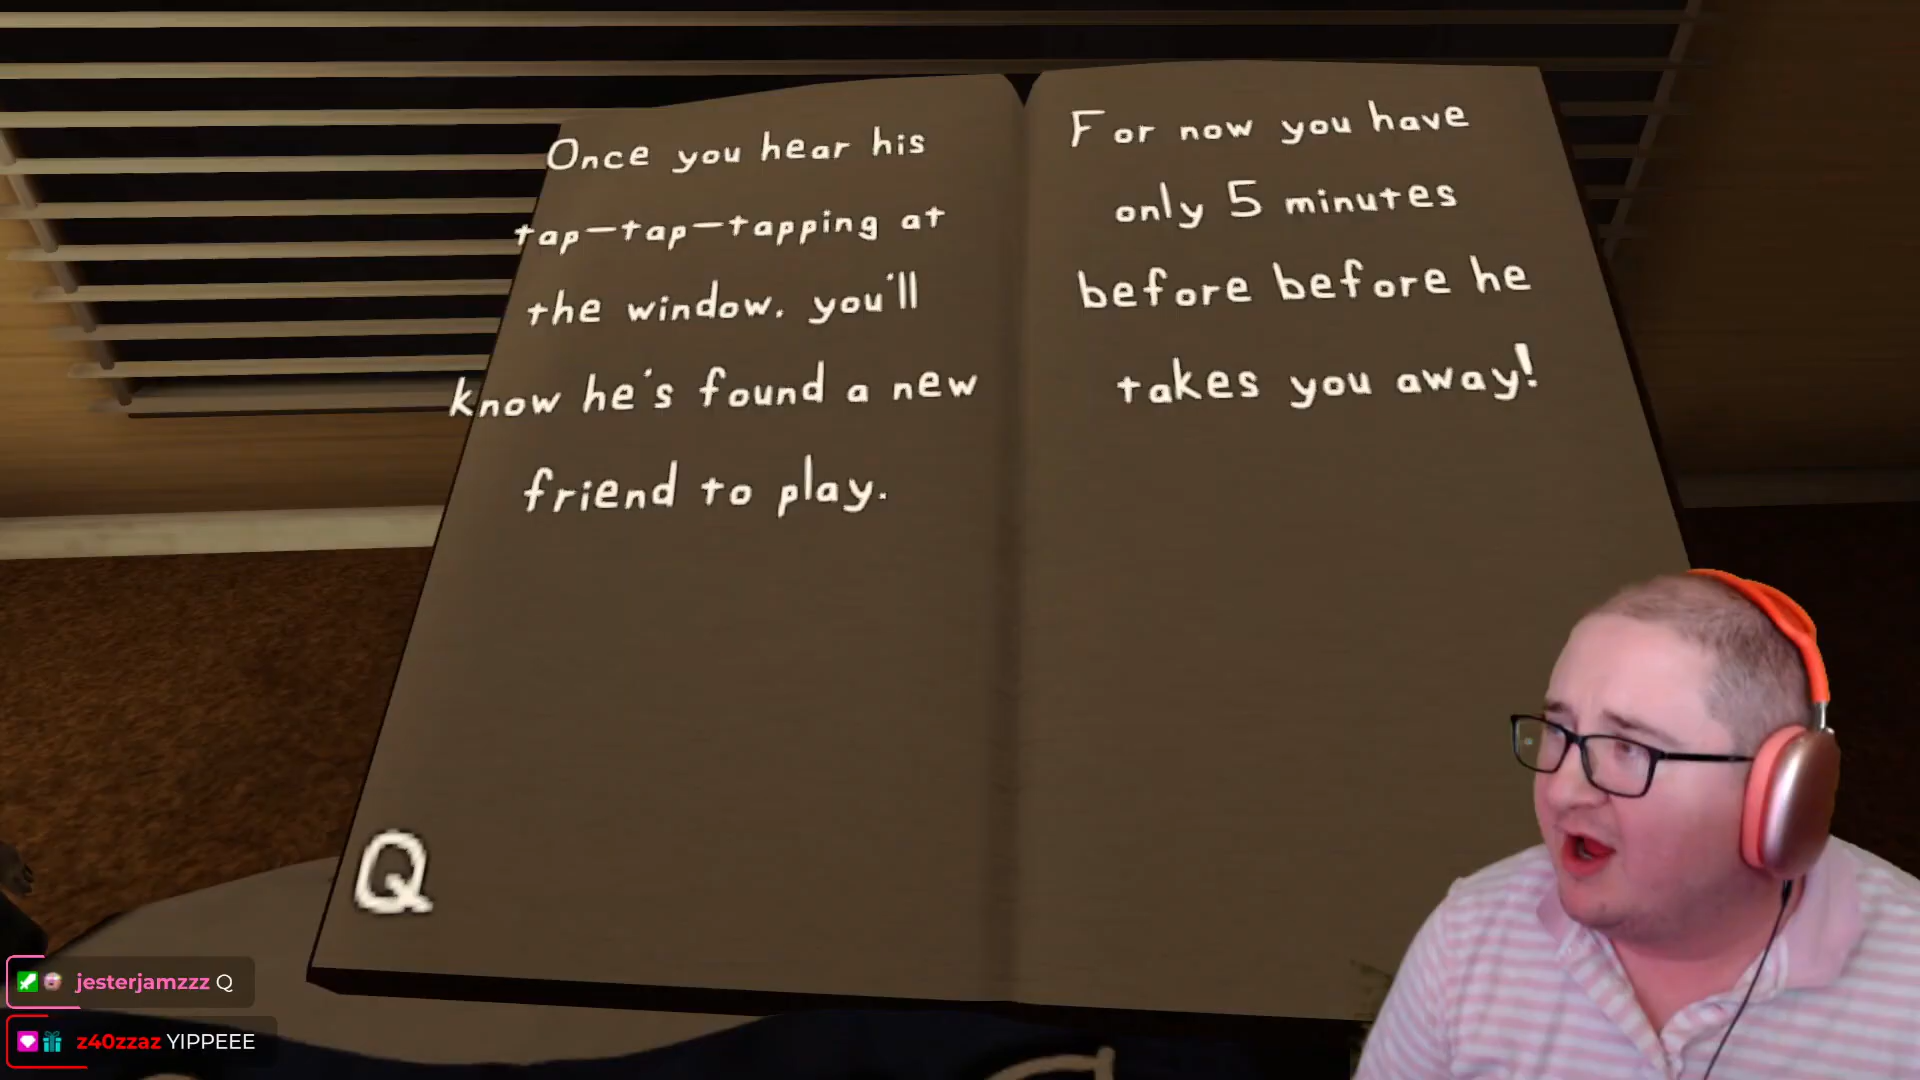 Once you hear his
tap-tap-tapping at
the window, you'll
know he's found a new
friend to play.
For now you have
only 5 minutes
before before he
takes you away!
Q
jesterjamzzz Q
z40zzaz YIPPEEE